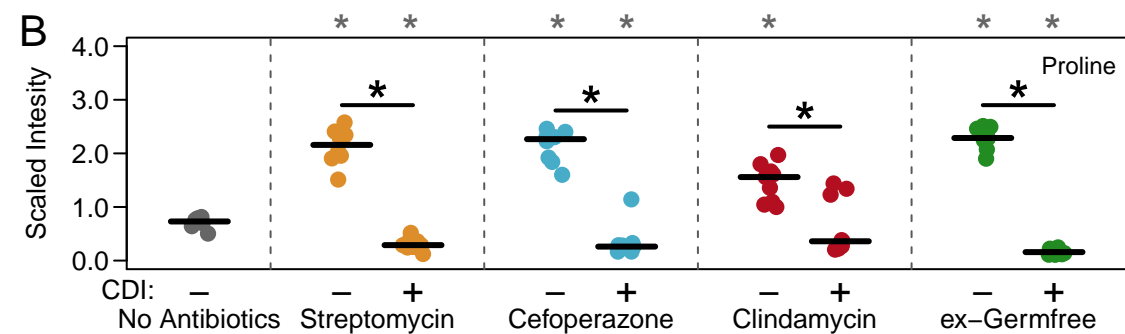 B
* * * * * * *
4.0
3.0
2.0
1.0
0.0
Scaled Intesity
Proline
* * * *
CDI: − − + − + − + − +
No Antibiotics Streptomycin Cefoperazone Clindamycin ex−Germfree